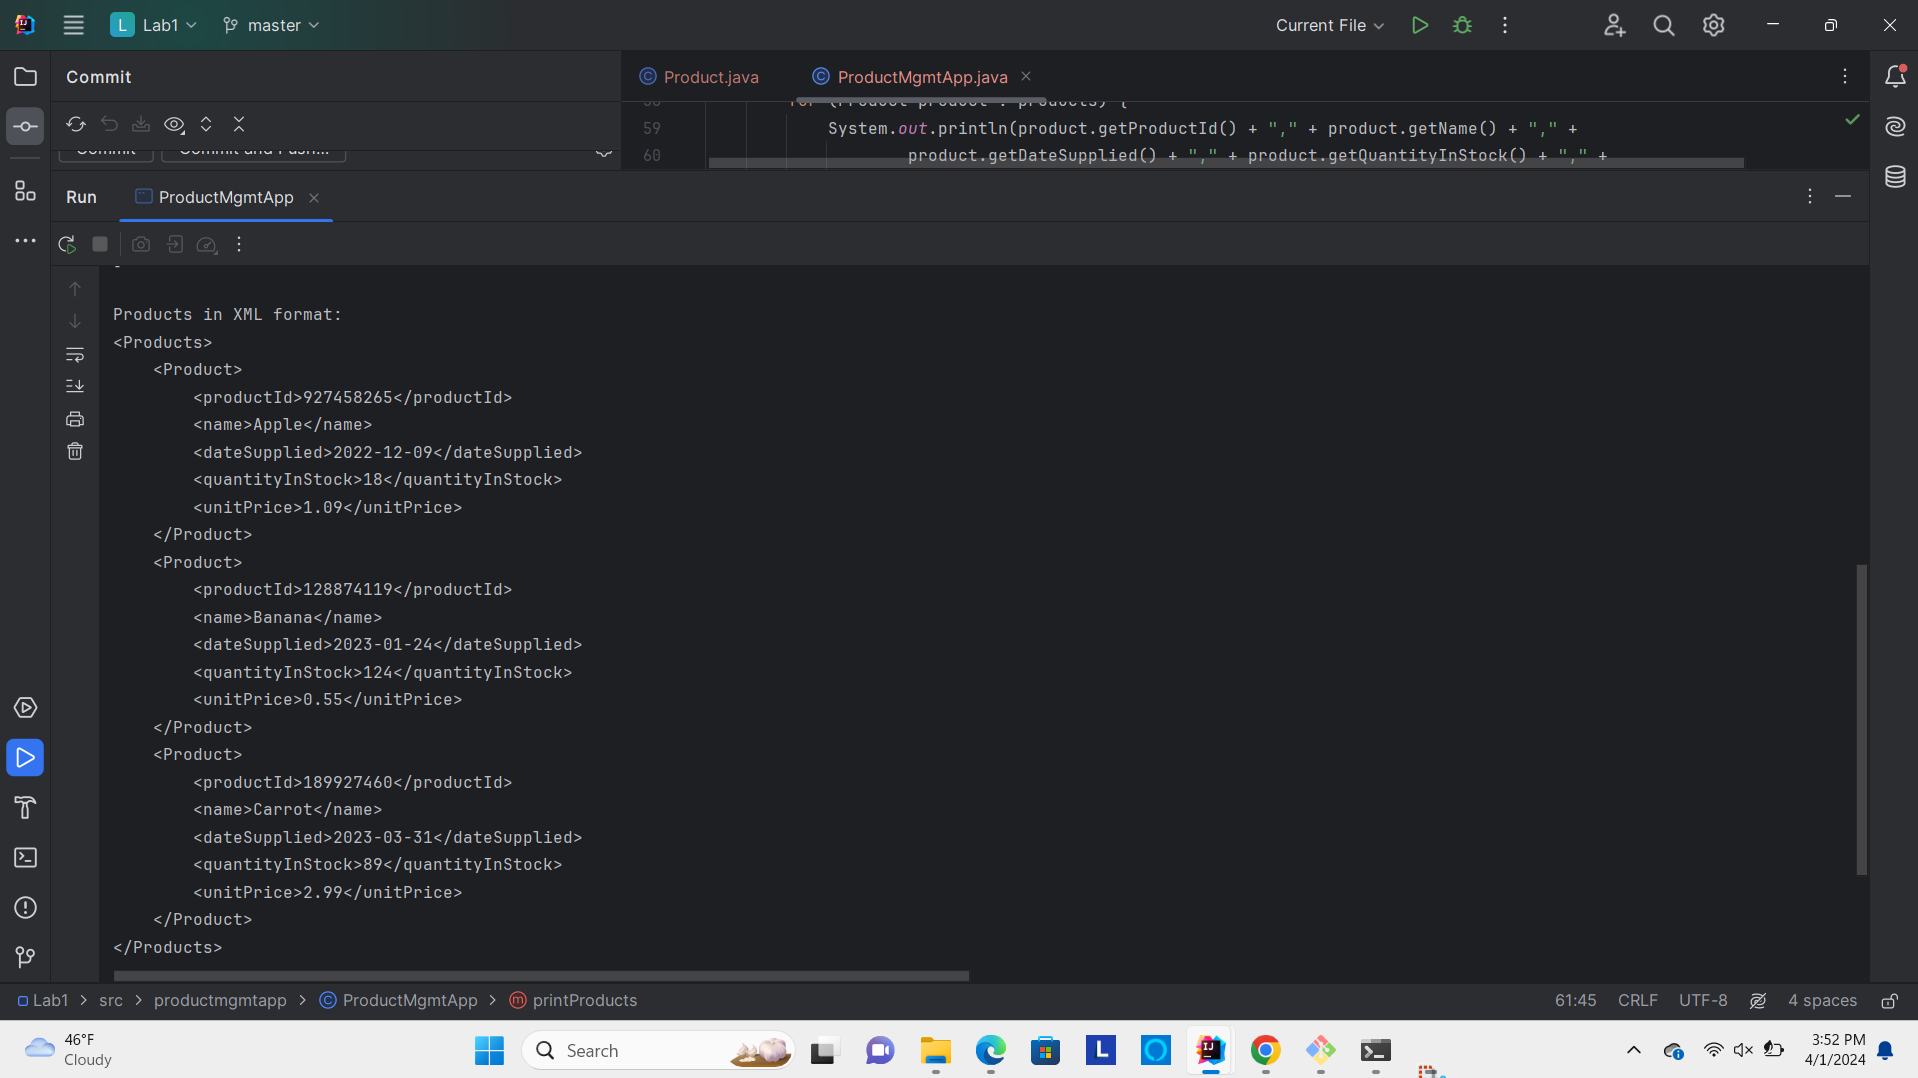 L Lab1 master Current File
Commit
Product.java ProductMgmtApp.java
59 System.out.println(product.getProductId() + "," + product.getName() + "," +
60 product.getDateSupplied() + "," + product.getQuantityInStock() + "," +
Run ProductMgmtApp
Products in XML format:
<Products>
<Product>
<productId>927458265</productId>
<name>Apple</name>
<dateSupplied>2022-12-09</dateSupplied>
<quantityInStock>18</quantityInStock>
<unitPrice>1.09</unitPrice>
</Product>
<Product>
<productId>128874119</productId>
<name>Banana</name>
<dateSupplied>2023-01-24</dateSupplied>
<quantityInStock>124</quantityInStock>
<unitPrice>0.55</unitPrice>
</Product>
<Product>
<productId>189927460</productId>
<name>Carrot</name>
<dateSupplied>2023-03-31</dateSupplied>
<quantityInStock>89</quantityInStock>
<unitPrice>2.99</unitPrice>
</Product>
</Products>
Lab1 > src > productmgmtapp > ProductMgmtApp > printProducts 61:45 CRLF UTF-8 4 spaces
46°F
Cloudy
Search
3:52 PM
4/1/2024